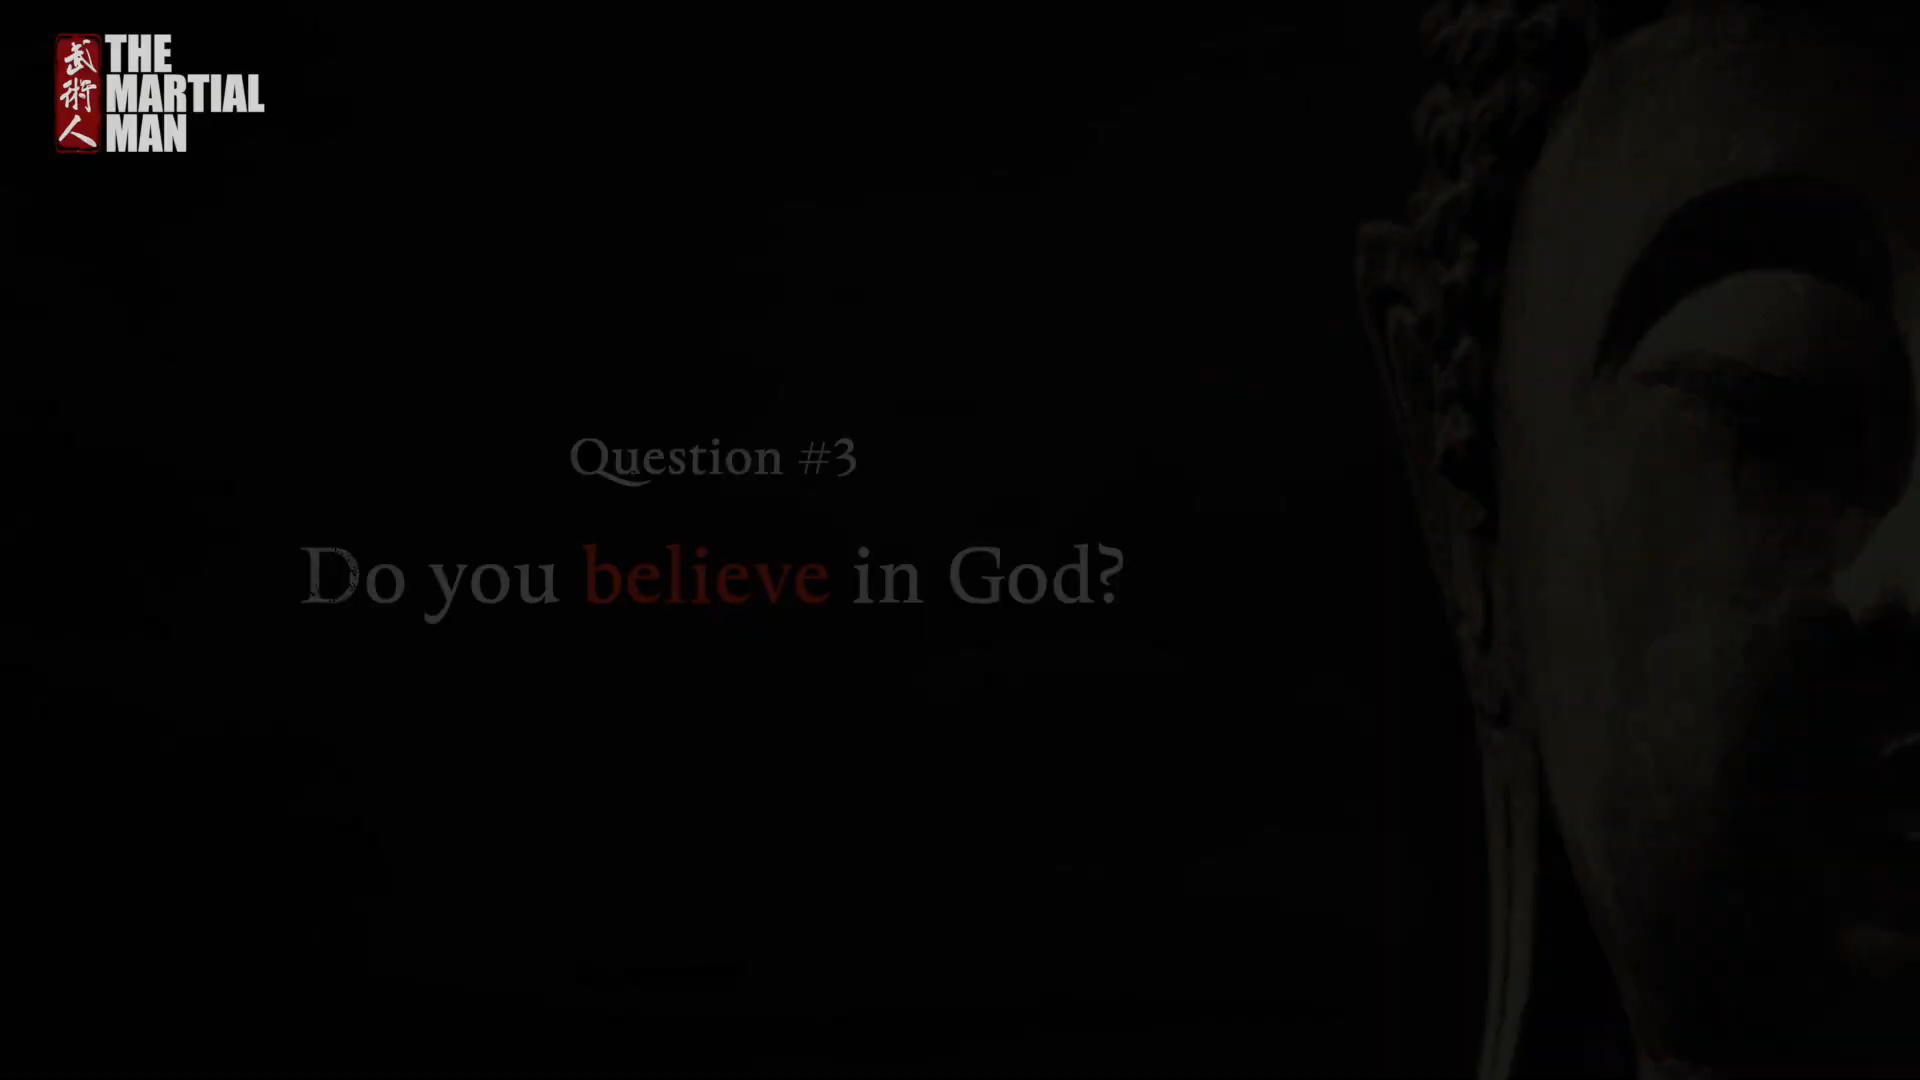 武術人
THE
MARTIAL
MAN
Question #3
Do you believe in God?